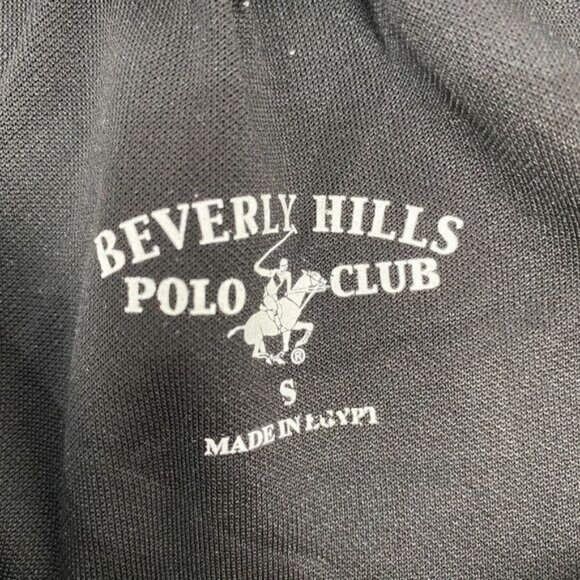 BEVERLY HILLS
POLO CLUB
®
S
MADE IN EGYPT